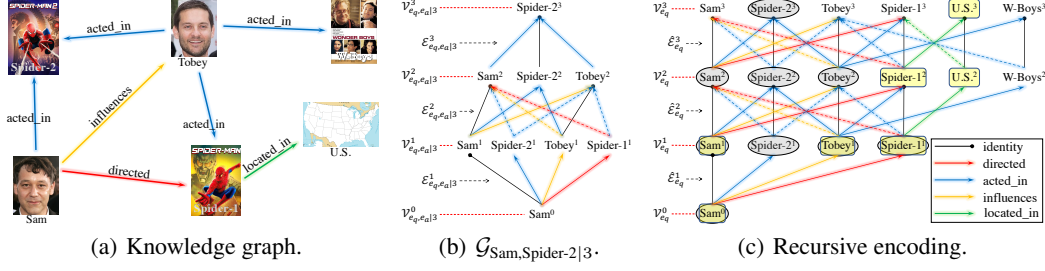 SPIDER-MAN 2
Spider-2
acted_in
Tobey
acted_in
WONDER BOYS
W-Boys
acted_in
influences
acted_in
directed
Sam
SPIDER-MAN
Spider-1
located_in
U.S.
(a) Knowledge graph.
𝒱³ₑq,ₑa|3
Spider-2³
ℰ³ₑq,ₑa|3
𝒱²ₑq,ₑa|3
Sam² Spider-2² Tobey²
ℰ²ₑq,ₑa|3
𝒱¹ₑq,ₑa|3
Sam¹ Spider-2¹ Tobey¹ Spider-1¹
ℰ¹ₑq,ₑa|3
𝒱⁰ₑq,ₑa|3
Sam⁰
(b) 𝒢Sam,Spider-2|3.
𝒱³ₑq
Sam³ Spider-2³ Tobey³ Spider-1³ U.S.³ W-Boys³
ℰ̂³ₑq
𝒱²ₑq
Sam² Spider-2² Tobey² Spider-1² U.S.² W-Boys²
ℰ̂²ₑq
𝒱¹ₑq
Sam¹ Spider-2¹ Tobey¹ Spider-1¹
ℰ̂¹ₑq
𝒱⁰ₑq
Sam⁰
identity
directed
acted_in
influences
located_in
(c) Recursive encoding.